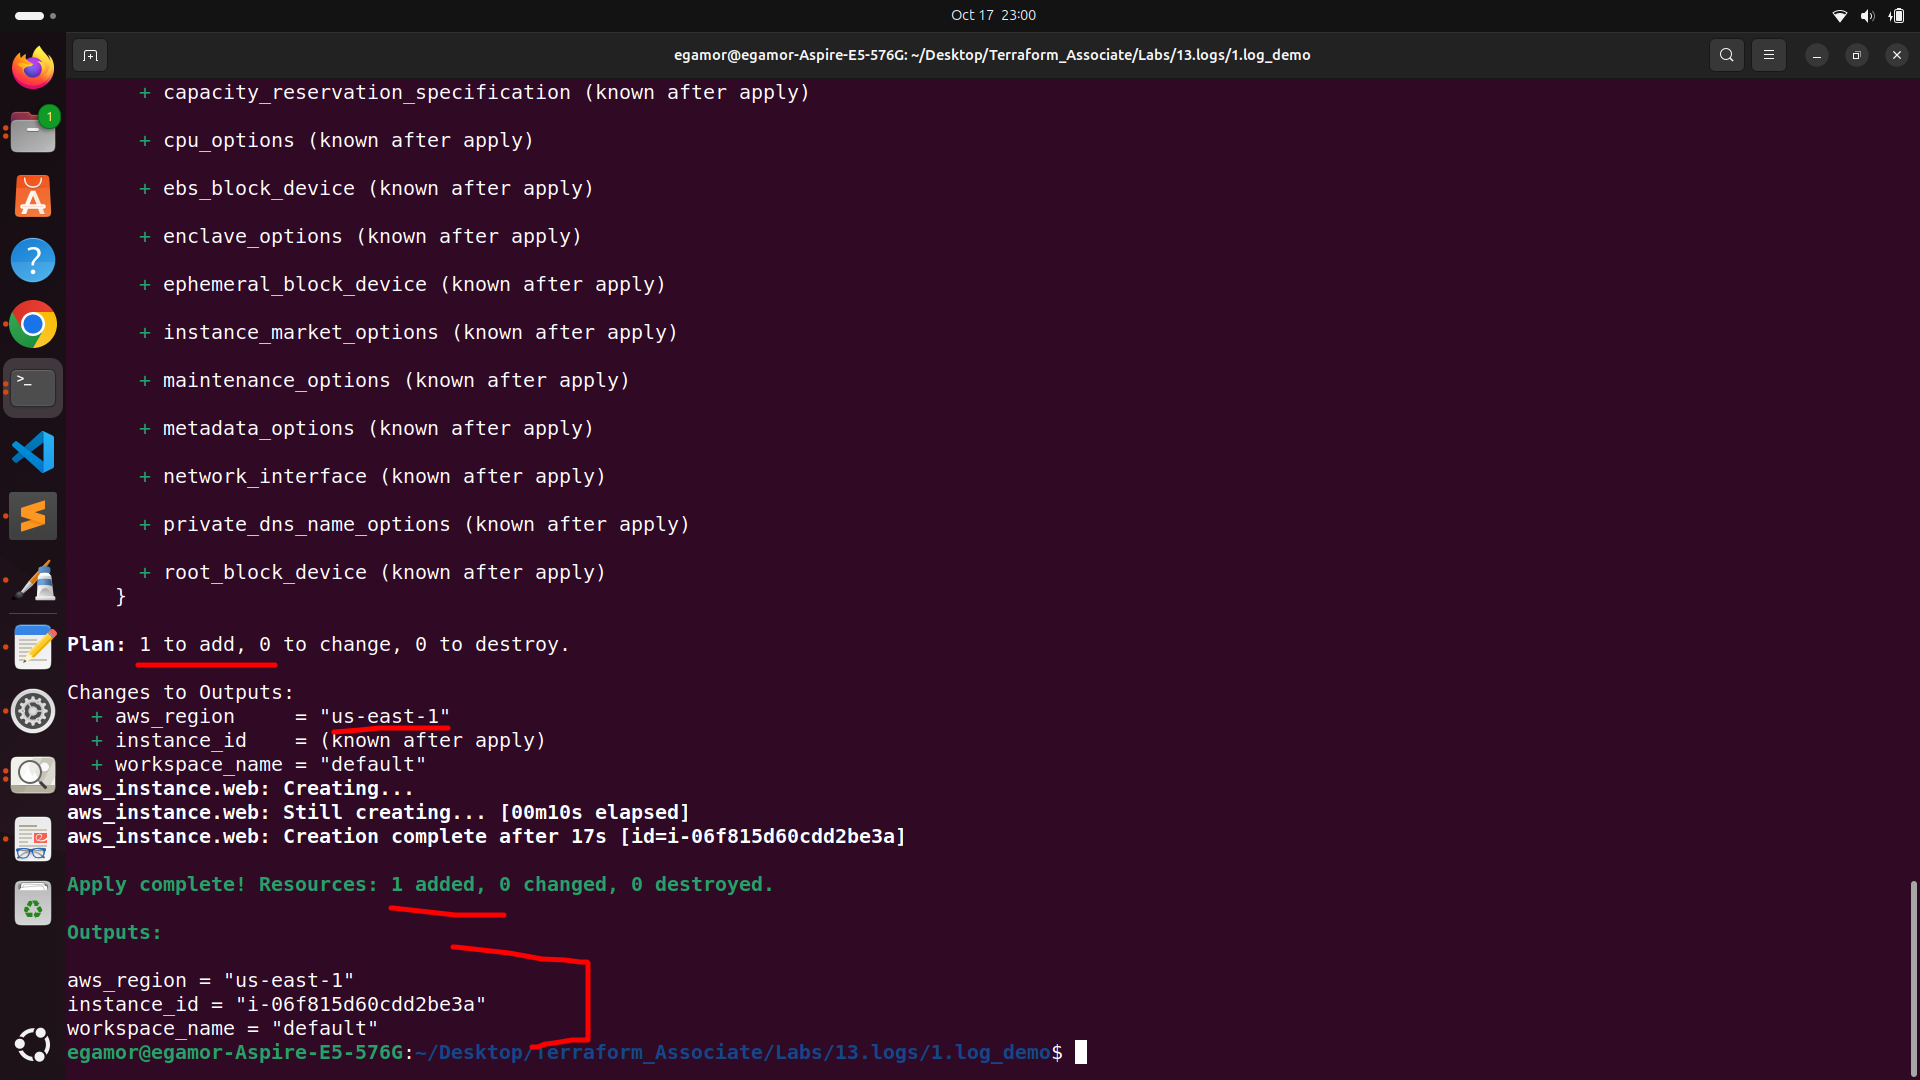 Oct 17 23:00
egamor@egamor-Aspire-E5-576G: ~/Desktop/Terraform_Associate/Labs/13.logs/1.log_demo
1
+ capacity_reservation_specification (known after apply)
+ cpu_options (known after apply)
+ ebs_block_device (known after apply)
+ enclave_options (known after apply)
+ ephemeral_block_device (known after apply)
+ instance_market_options (known after apply)
+ maintenance_options (known after apply)
+ metadata_options (known after apply)
+ network_interface (known after apply)
+ private_dns_name_options (known after apply)
+ root_block_device (known after apply)
}
Plan: 1 to add, 0 to change, 0 to destroy.
Changes to Outputs:
+ aws_region     = "us-east-1"
+ instance_id    = (known after apply)
+ workspace_name = "default"
aws_instance.web: Creating...
aws_instance.web: Still creating... [00m10s elapsed]
aws_instance.web: Creation complete after 17s [id=i-06f815d60cdd2be3a]
Apply complete! Resources: 1 added, 0 changed, 0 destroyed.
Outputs:
aws_region = "us-east-1"
instance_id = "i-06f815d60cdd2be3a"
workspace_name = "default"
egamor@egamor-Aspire-E5-576G:~/Desktop/Terraform_Associate/Labs/13.logs/1.log_demo$